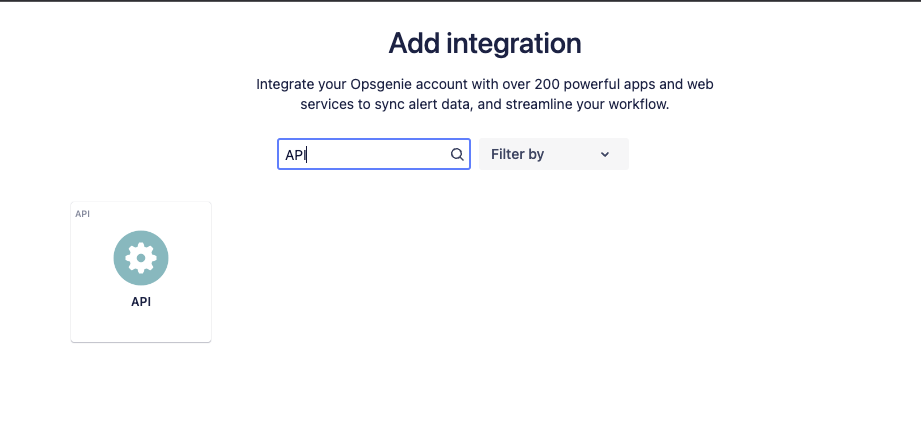 Add integration
Integrate your Opsgenie account with over 200 powerful apps and web
services to sync alert data, and streamline your workflow.
API
Filter by
API
API